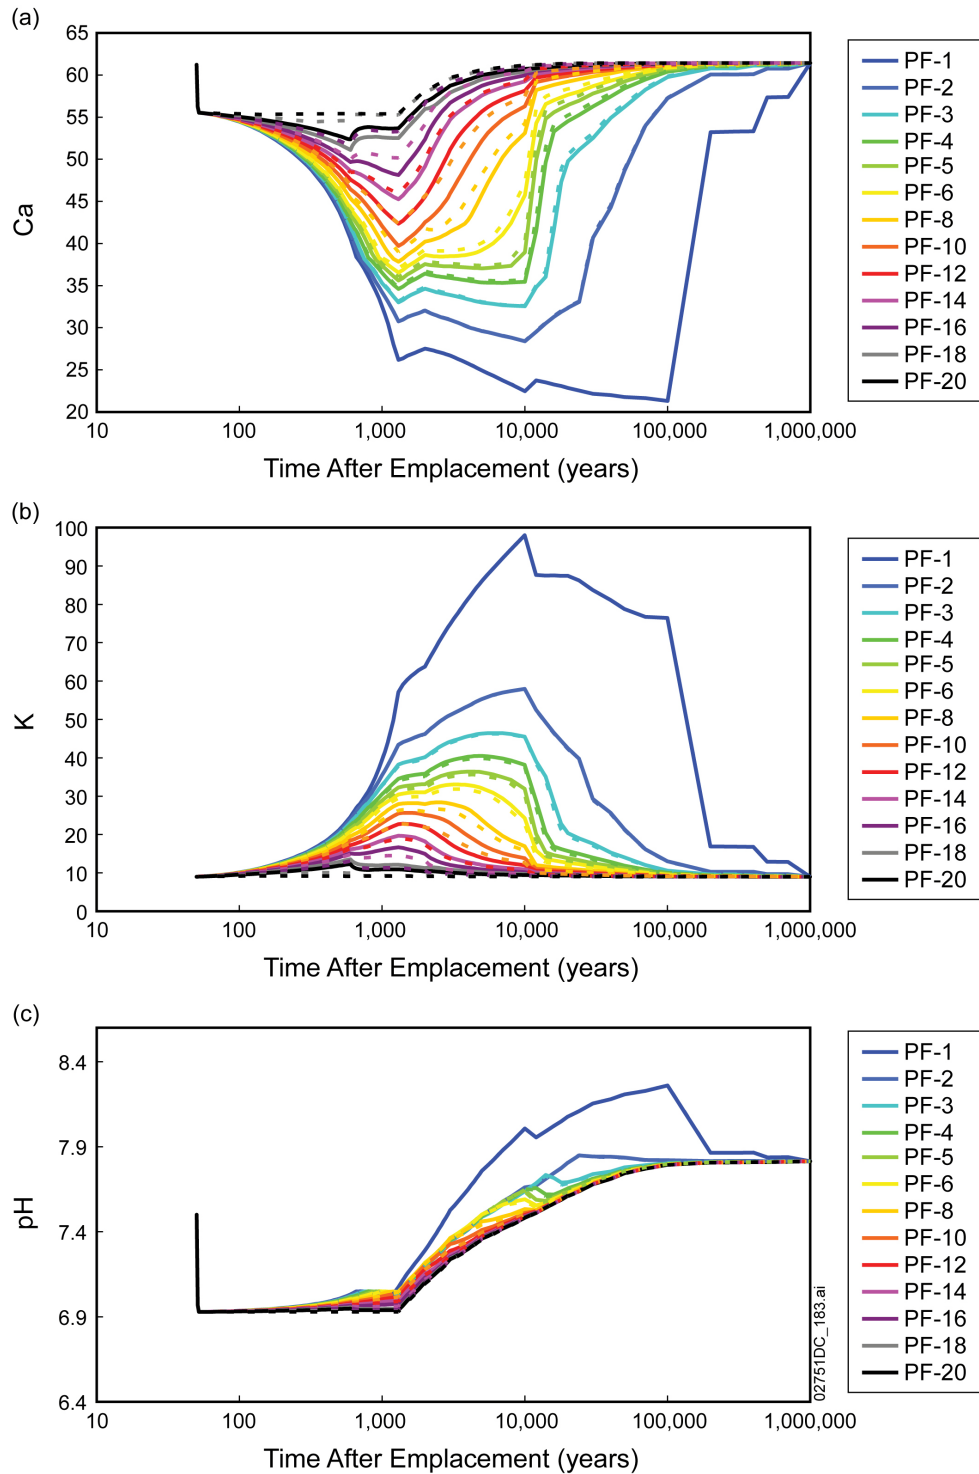 (a)
65
60
55
50
45
40
35
30
25
20
Ca
10
100
1,000
10,000
100,000
1,000,000
Time After Emplacement (years)
PF-1
PF-2
PF-3
PF-4
PF-5
PF-6
PF-8
PF-10
PF-12
PF-14
PF-16
PF-18
PF-20
(b)
100
90
80
70
60
50
40
30
20
10
0
K
10
100
1,000
10,000
100,000
1,000,000
Time After Emplacement (years)
PF-1
PF-2
PF-3
PF-4
PF-5
PF-6
PF-8
PF-10
PF-12
PF-14
PF-16
PF-18
PF-20
(c)
8.4
7.9
7.4
6.9
6.4
pH
10
100
1,000
10,000
100,000
1,000,000
Time After Emplacement (years)
02751DC_183.ai
PF-1
PF-2
PF-3
PF-4
PF-5
PF-6
PF-8
PF-10
PF-12
PF-14
PF-16
PF-18
PF-20